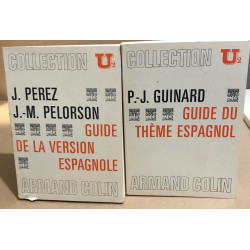 COLLECTION U2
J. PEREZ
J.-M. PELORSON
GUIDE
DE LA VERSION
ESPAGNOLE
ARMAND COLIN
COLLECTION U2
P.-J. GUINARD
GUIDE DU
THÈME ESPAGNOL
ARMAND COLIN